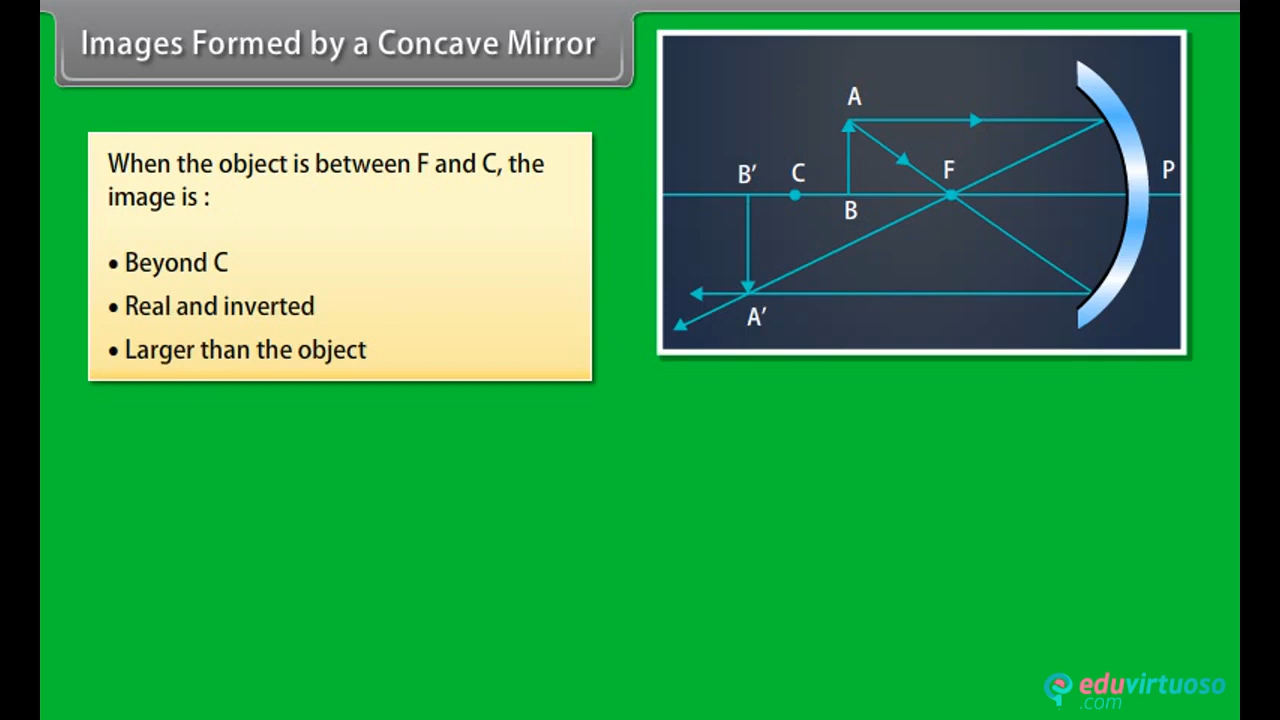 Images Formed by a Concave Mirror
When the object is between F and C, the
image is :
• Beyond C
• Real and inverted
• Larger than the object
A
B′
C
F
P
B
A′
eduvirtuoso
.com